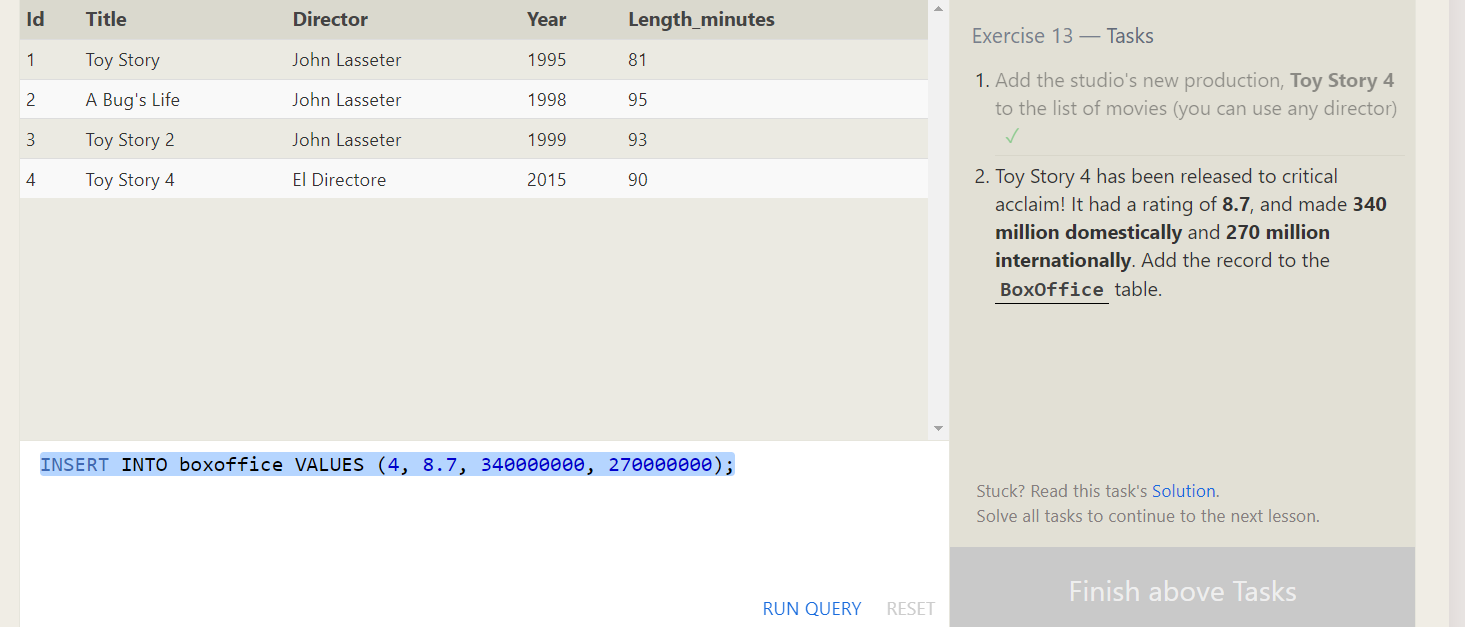 Id Title Director Year Length_minutes
1 Toy Story John Lasseter 1995 81
2 A Bug's Life John Lasseter 1998 95
3 Toy Story 2 John Lasseter 1999 93
4 Toy Story 4 El Directore 2015 90
INSERT INTO boxoffice VALUES (4, 8.7, 340000000, 270000000);
RUN QUERY RESET
Exercise 13 — Tasks
1. Add the studio's new production, Toy Story 4
to the list of movies (you can use any director)
✓
2. Toy Story 4 has been released to critical
acclaim! It had a rating of 8.7, and made 340
million domestically and 270 million
internationally. Add the record to the
BoxOffice table.
Stuck? Read this task's Solution.
Solve all tasks to continue to the next lesson.
Finish above Tasks